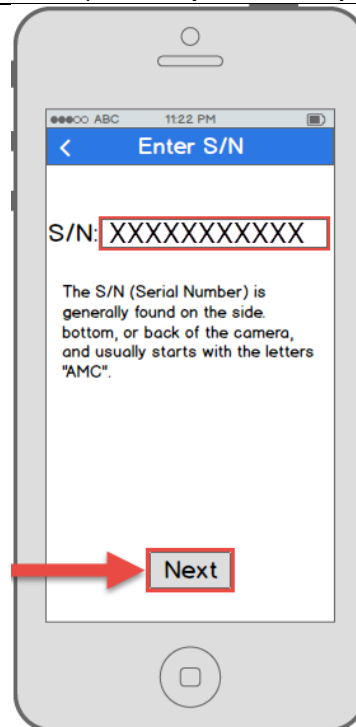 ABC 11:22 PM
< Enter S/N
S/N: XXXXXXXXXXX
The S/N (Serial Number) is
generally found on the side.
bottom, or back of the camera,
and usually starts with the letters
"AMC".
Next